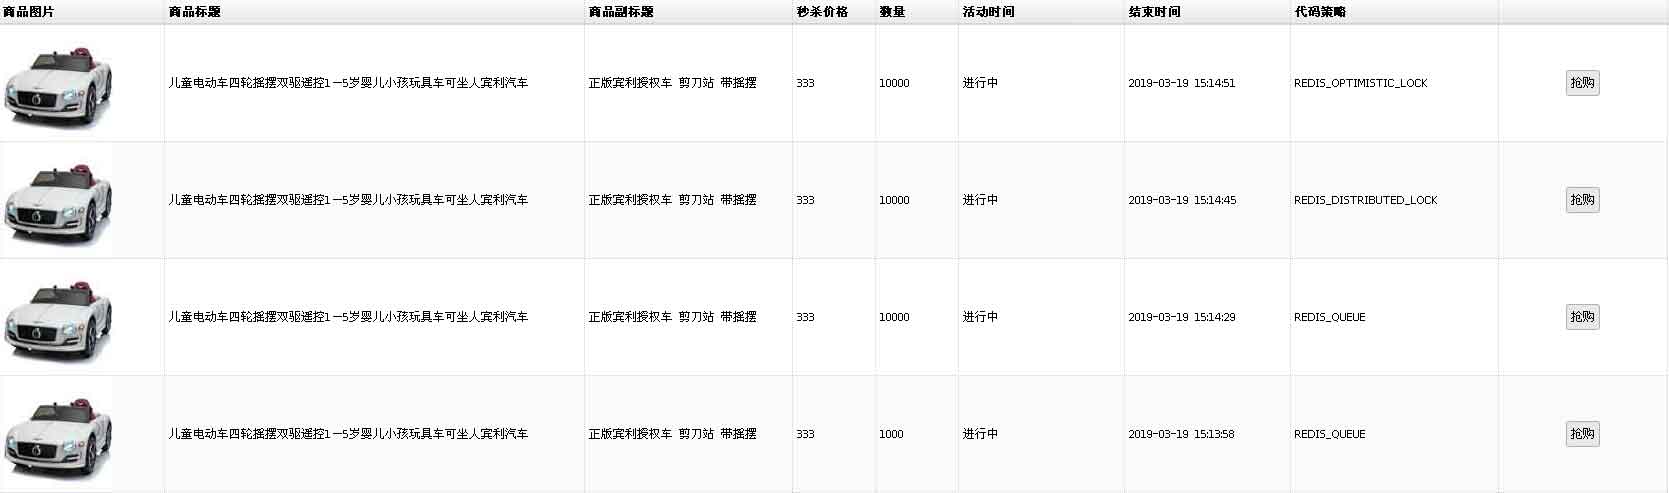 商品图片 商品标题 商品副标题 秒杀价格 数量 活动时间 结束时间 代码策略
儿童电动车四轮摇摆双驱遥控1-5岁婴儿小孩玩具车可坐人宾利汽车 正版宾利授权车 剪刀站 带摇摆 333 10000 进行中 2019-03-19 15:14:51 REDIS_OPTIMISTIC_LOCK 抢购
儿童电动车四轮摇摆双驱遥控1-5岁婴儿小孩玩具车可坐人宾利汽车 正版宾利授权车 剪刀站 带摇摆 333 10000 进行中 2019-03-19 15:14:45 REDIS_DISTRIBUTED_LOCK 抢购
儿童电动车四轮摇摆双驱遥控1-5岁婴儿小孩玩具车可坐人宾利汽车 正版宾利授权车 剪刀站 带摇摆 333 10000 进行中 2019-03-19 15:14:29 REDIS_QUEUE 抢购
儿童电动车四轮摇摆双驱遥控1-5岁婴儿小孩玩具车可坐人宾利汽车 正版宾利授权车 剪刀站 带摇摆 333 1000 进行中 2019-03-19 15:13:58 REDIS_QUEUE 抢购